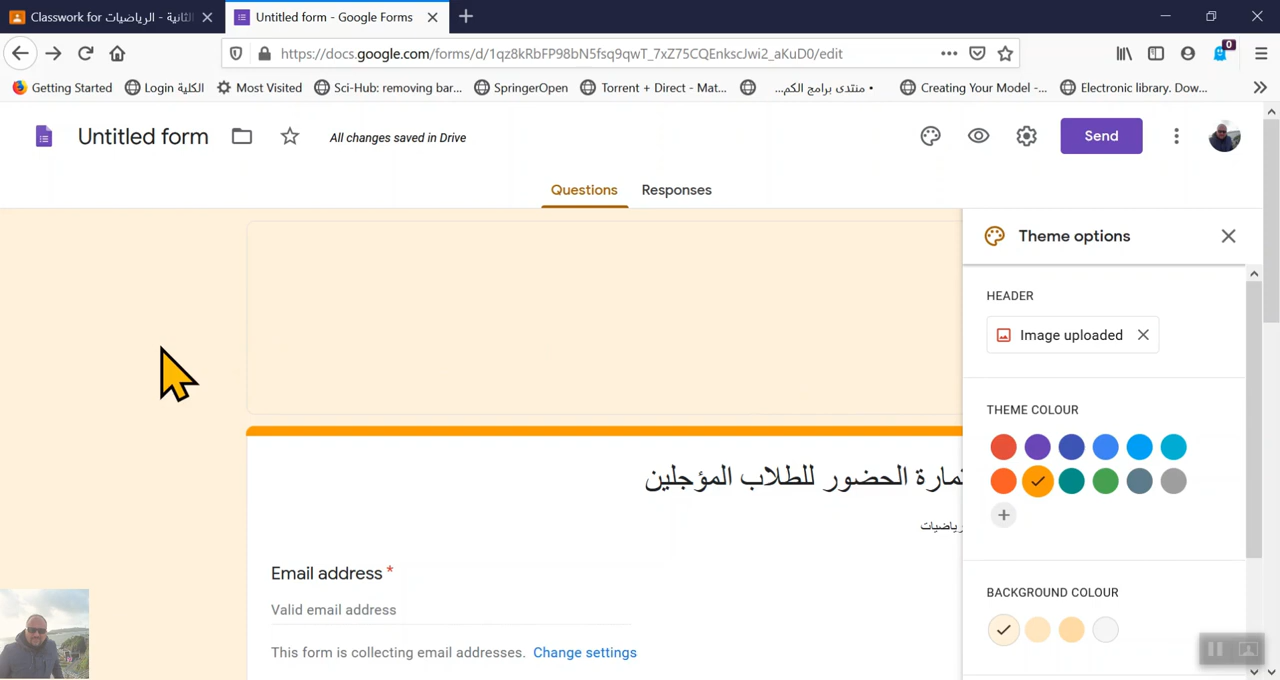 Classwork for الثانية - الرياضيات
Untitled form - Google Forms
https://docs.google.com/forms/d/1qz8kRbFP98bN5fsq9qwT_7xZ75CQEnkscJwi2_aKuD0/edit
0
Getting Started
Login الكلية
Most Visited
Sci-Hub: removing bar...
SpringerOpen
Torrent + Direct - Mat...
• منتدى برامج الكم...
Creating Your Model -...
Electronic library. Dow...
Untitled form
All changes saved in Drive
Send
Questions
Responses
Theme options
HEADER
Image uploaded
THEME COLOUR
مارة الحضور للطلاب المؤجلين
رياضيات
Email address *
Valid email address
This form is collecting email addresses. Change settings
BACKGROUND COLOUR